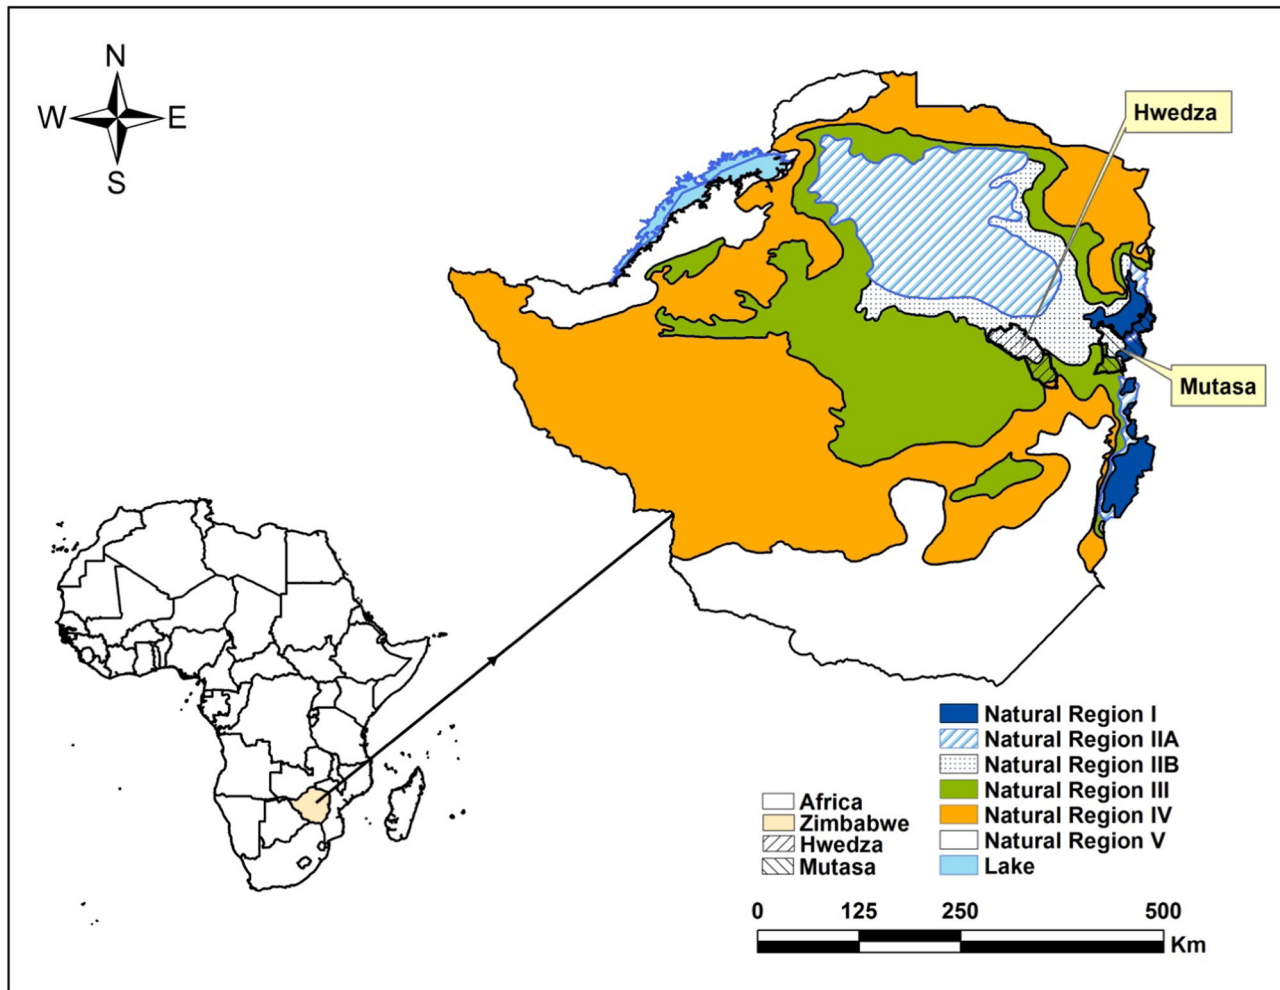 N
W E
S
Hwedza
Mutasa
Natural Region I
Natural Region IIA
Natural Region IIB
Natural Region III
Natural Region IV
Natural Region V
Lake
Africa
Zimbabwe
Hwedza
Mutasa
0 125 250 500
Km